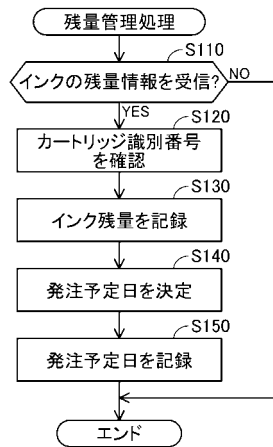 残量管理処理
S110
インクの残量情報を受信?
NO
YES
S120
カートリッジ識別番号
を確認
S130
インク残量を記録
S140
発注予定日を決定
S150
発注予定日を記録
エンド